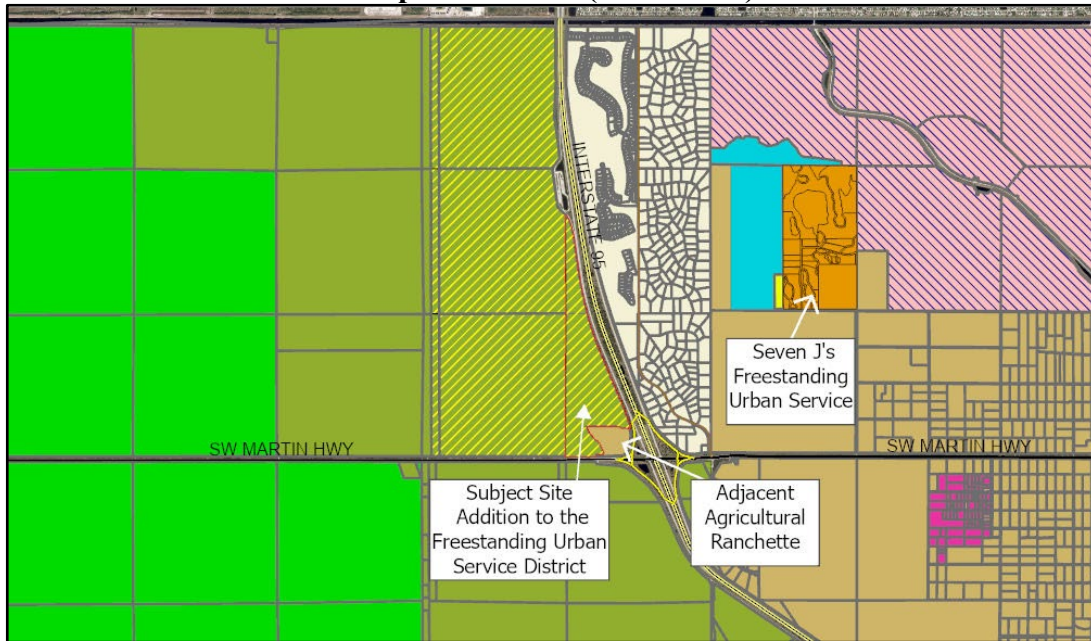 INTERSTATE 95
Seven J's
Freestanding
Urban Service
SW MARTIN HWY
SW MARTIN HWY
Subject Site
Addition to the
Freestanding Urban
Service District
Adjacent
Agricultural
Ranchette